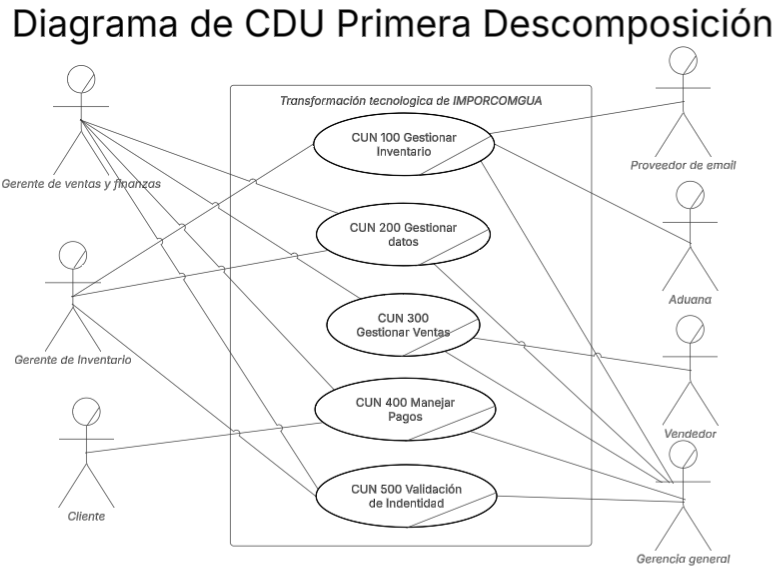 Diagrama de CDU Primera Descomposición
Transformación tecnologica de IMPORCOMGUA
CUN 100 Gestionar
Inventario
Proveedor de email
Gerente de ventas y finanzas
CUN 200 Gestionar
datos
Aduana
CUN 300
Gestionar Ventas
Gerente de Inventario
CUN 400 Manejar
Pagos
Vendedor
CUN 500 Validación
de Indentidad
Cliente
Gerencia general